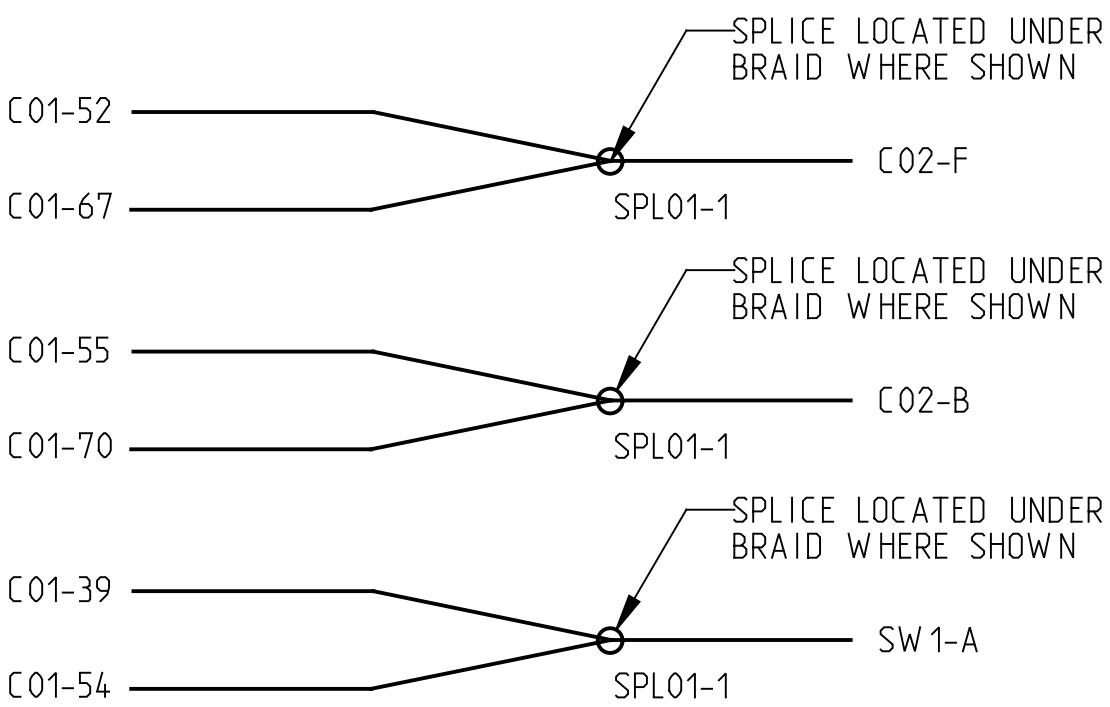 SPLICE LOCATED UNDER
BRAID WHERE SHOWN
C01-52
C02-F
C01-67
SPL01-1
SPLICE LOCATED UNDER
BRAID WHERE SHOWN
C01-55
C02-B
C01-70
SPL01-1
SPLICE LOCATED UNDER
BRAID WHERE SHOWN
C01-39
SW1-A
C01-54
SPL01-1